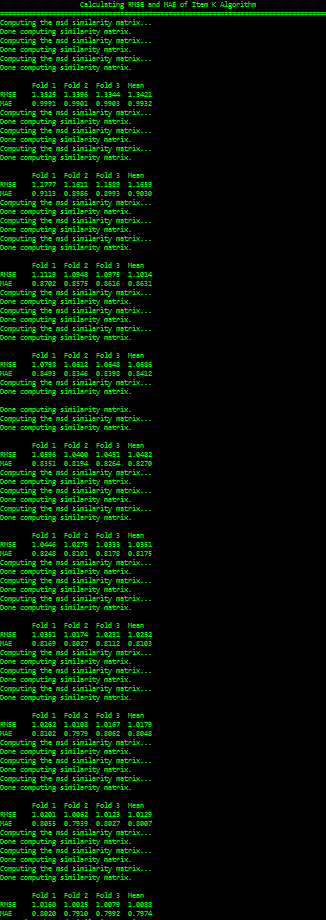 Calculating RMSE and MAE of Item K Algorithm
================================================================================
Computing the msd similarity matrix...
Done computing similarity matrix.
Computing the msd similarity matrix...
Done computing similarity matrix.
Computing the msd similarity matrix...
Done computing similarity matrix.
Fold 1 Fold 2 Fold 3 Mean
RMSE 1.3525 1.3396 1.3344 1.3421
MAE 0.9991 0.9901 0.9903 0.9932
Computing the msd similarity matrix...
Done computing similarity matrix.
Computing the msd similarity matrix...
Done computing similarity matrix.
Computing the msd similarity matrix...
Done computing similarity matrix.
Fold 1 Fold 2 Fold 3 Mean
RMSE 1.1777 1.1611 1.1589 1.1659
MAE 0.9113 0.8986 0.8993 0.9030
Computing the msd similarity matrix...
Done computing similarity matrix.
Computing the msd similarity matrix...
Done computing similarity matrix.
Computing the msd similarity matrix...
Done computing similarity matrix.
Fold 1 Fold 2 Fold 3 Mean
RMSE 1.1119 1.0948 1.0975 1.1014
MAE 0.8702 0.8575 0.8616 0.8631
Computing the msd similarity matrix...
Done computing similarity matrix.
Computing the msd similarity matrix...
Done computing similarity matrix.
Computing the msd similarity matrix...
Done computing similarity matrix.
Fold 1 Fold 2 Fold 3 Mean
RMSE 1.0798 1.0612 1.0648 1.0686
MAE 0.8493 0.8346 0.8398 0.8412
Computing the msd similarity matrix...
Done computing similarity matrix.
Done computing similarity matrix.
Computing the msd similarity matrix...
Done computing similarity matrix.
Fold 1 Fold 2 Fold 3 Mean
RMSE 1.0596 1.0400 1.0451 1.0482
MAE 0.8351 0.8194 0.8264 0.8270
Computing the msd similarity matrix...
Done computing similarity matrix.
Computing the msd similarity matrix...
Done computing similarity matrix.
Computing the msd similarity matrix...
Done computing similarity matrix.
Fold 1 Fold 2 Fold 3 Mean
RMSE 1.0446 1.0275 1.0333 1.0351
MAE 0.8248 0.8101 0.8178 0.8175
Computing the msd similarity matrix...
Done computing similarity matrix.
Computing the msd similarity matrix...
Done computing similarity matrix.
Computing the msd similarity matrix...
Done computing similarity matrix.
Fold 1 Fold 2 Fold 3 Mean
RMSE 1.0351 1.0174 1.0231 1.0252
MAE 0.8169 0.8027 0.8112 0.8103
Computing the msd similarity matrix...
Done computing similarity matrix.
Computing the msd similarity matrix...
Done computing similarity matrix.
Computing the msd similarity matrix...
Done computing similarity matrix.
Fold 1 Fold 2 Fold 3 Mean
RMSE 1.0262 1.0108 1.0167 1.0179
MAE 0.8102 0.7979 0.8062 0.8048
Computing the msd similarity matrix...
Done computing similarity matrix.
Computing the msd similarity matrix...
Done computing similarity matrix.
Computing the msd similarity matrix...
Done computing similarity matrix.
Fold 1 Fold 2 Fold 3 Mean
RMSE 1.0201 1.0062 1.0123 1.0129
MAE 0.8055 0.7939 0.8027 0.8007
Computing the msd similarity matrix...
Done computing similarity matrix.
Computing the msd similarity matrix...
Done computing similarity matrix.
Computing the msd similarity matrix...
Done computing similarity matrix.
Fold 1 Fold 2 Fold 3 Mean
RMSE 1.0160 1.0025 1.0079 1.0088
MAE 0.8020 0.7910 0.7992 0.7974